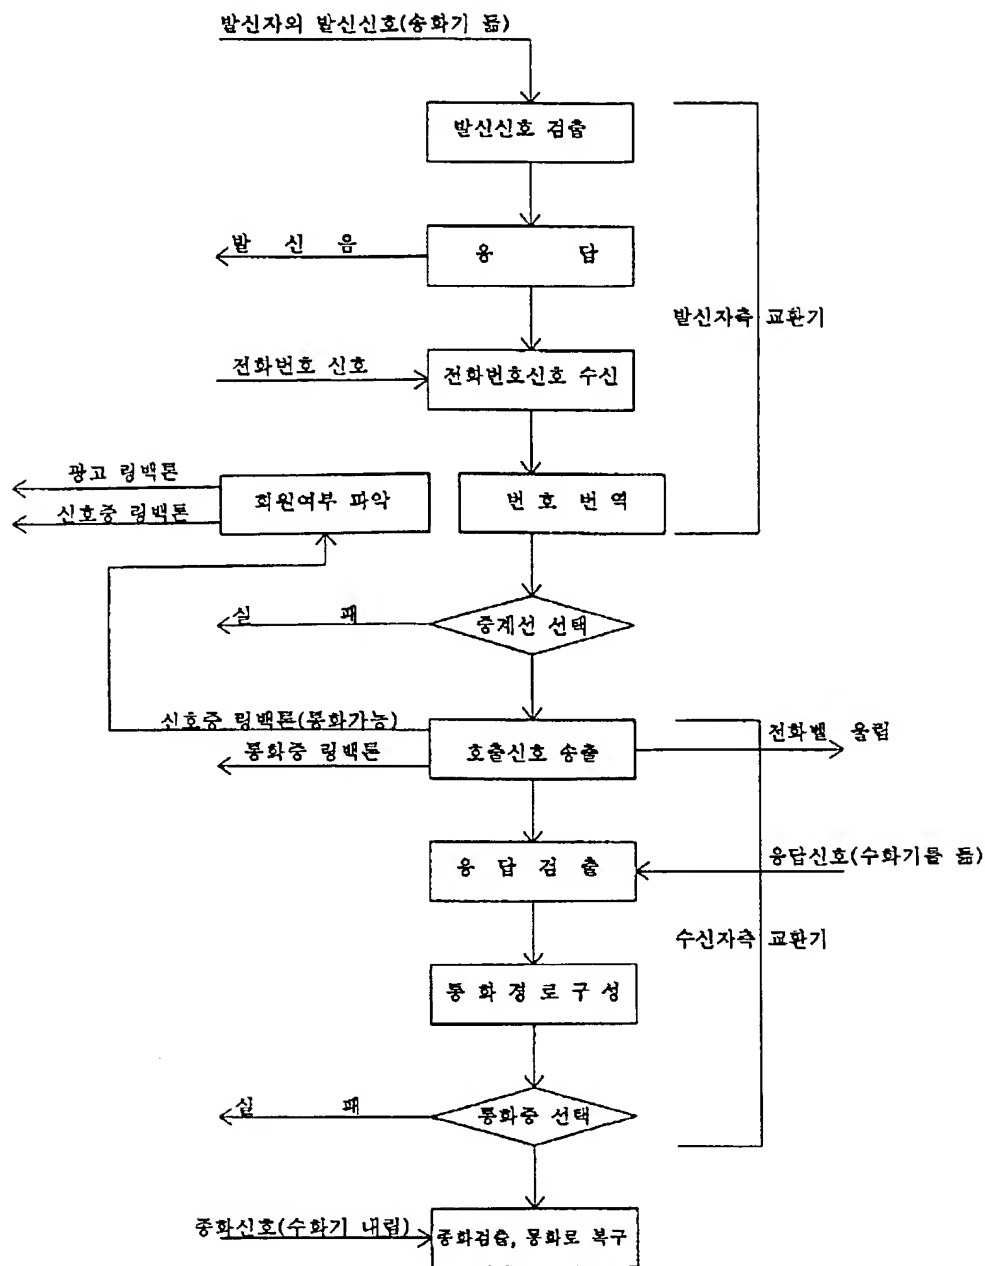 발신자의 발신신호(송화기 듦)
발신신호 검출
발 신 음
응 답
발신자측 교환기
전화번호 신호
전화번호신호 수신
광고 링백톤
신호중 링백톤
회원여부 파악
번 호 번 역
실 패
중계선 선택
신호중 링백톤(통화가능)
통화중 링백톤
호출신호 송출
전화벨 울림
응 답 검 출
응답신호(수화기를 듦)
수신자측 교환기
통 화 경 로 구 성
실 패
통화중 선택
종화신호(수화기 내림)
종화검출, 통화로 복구